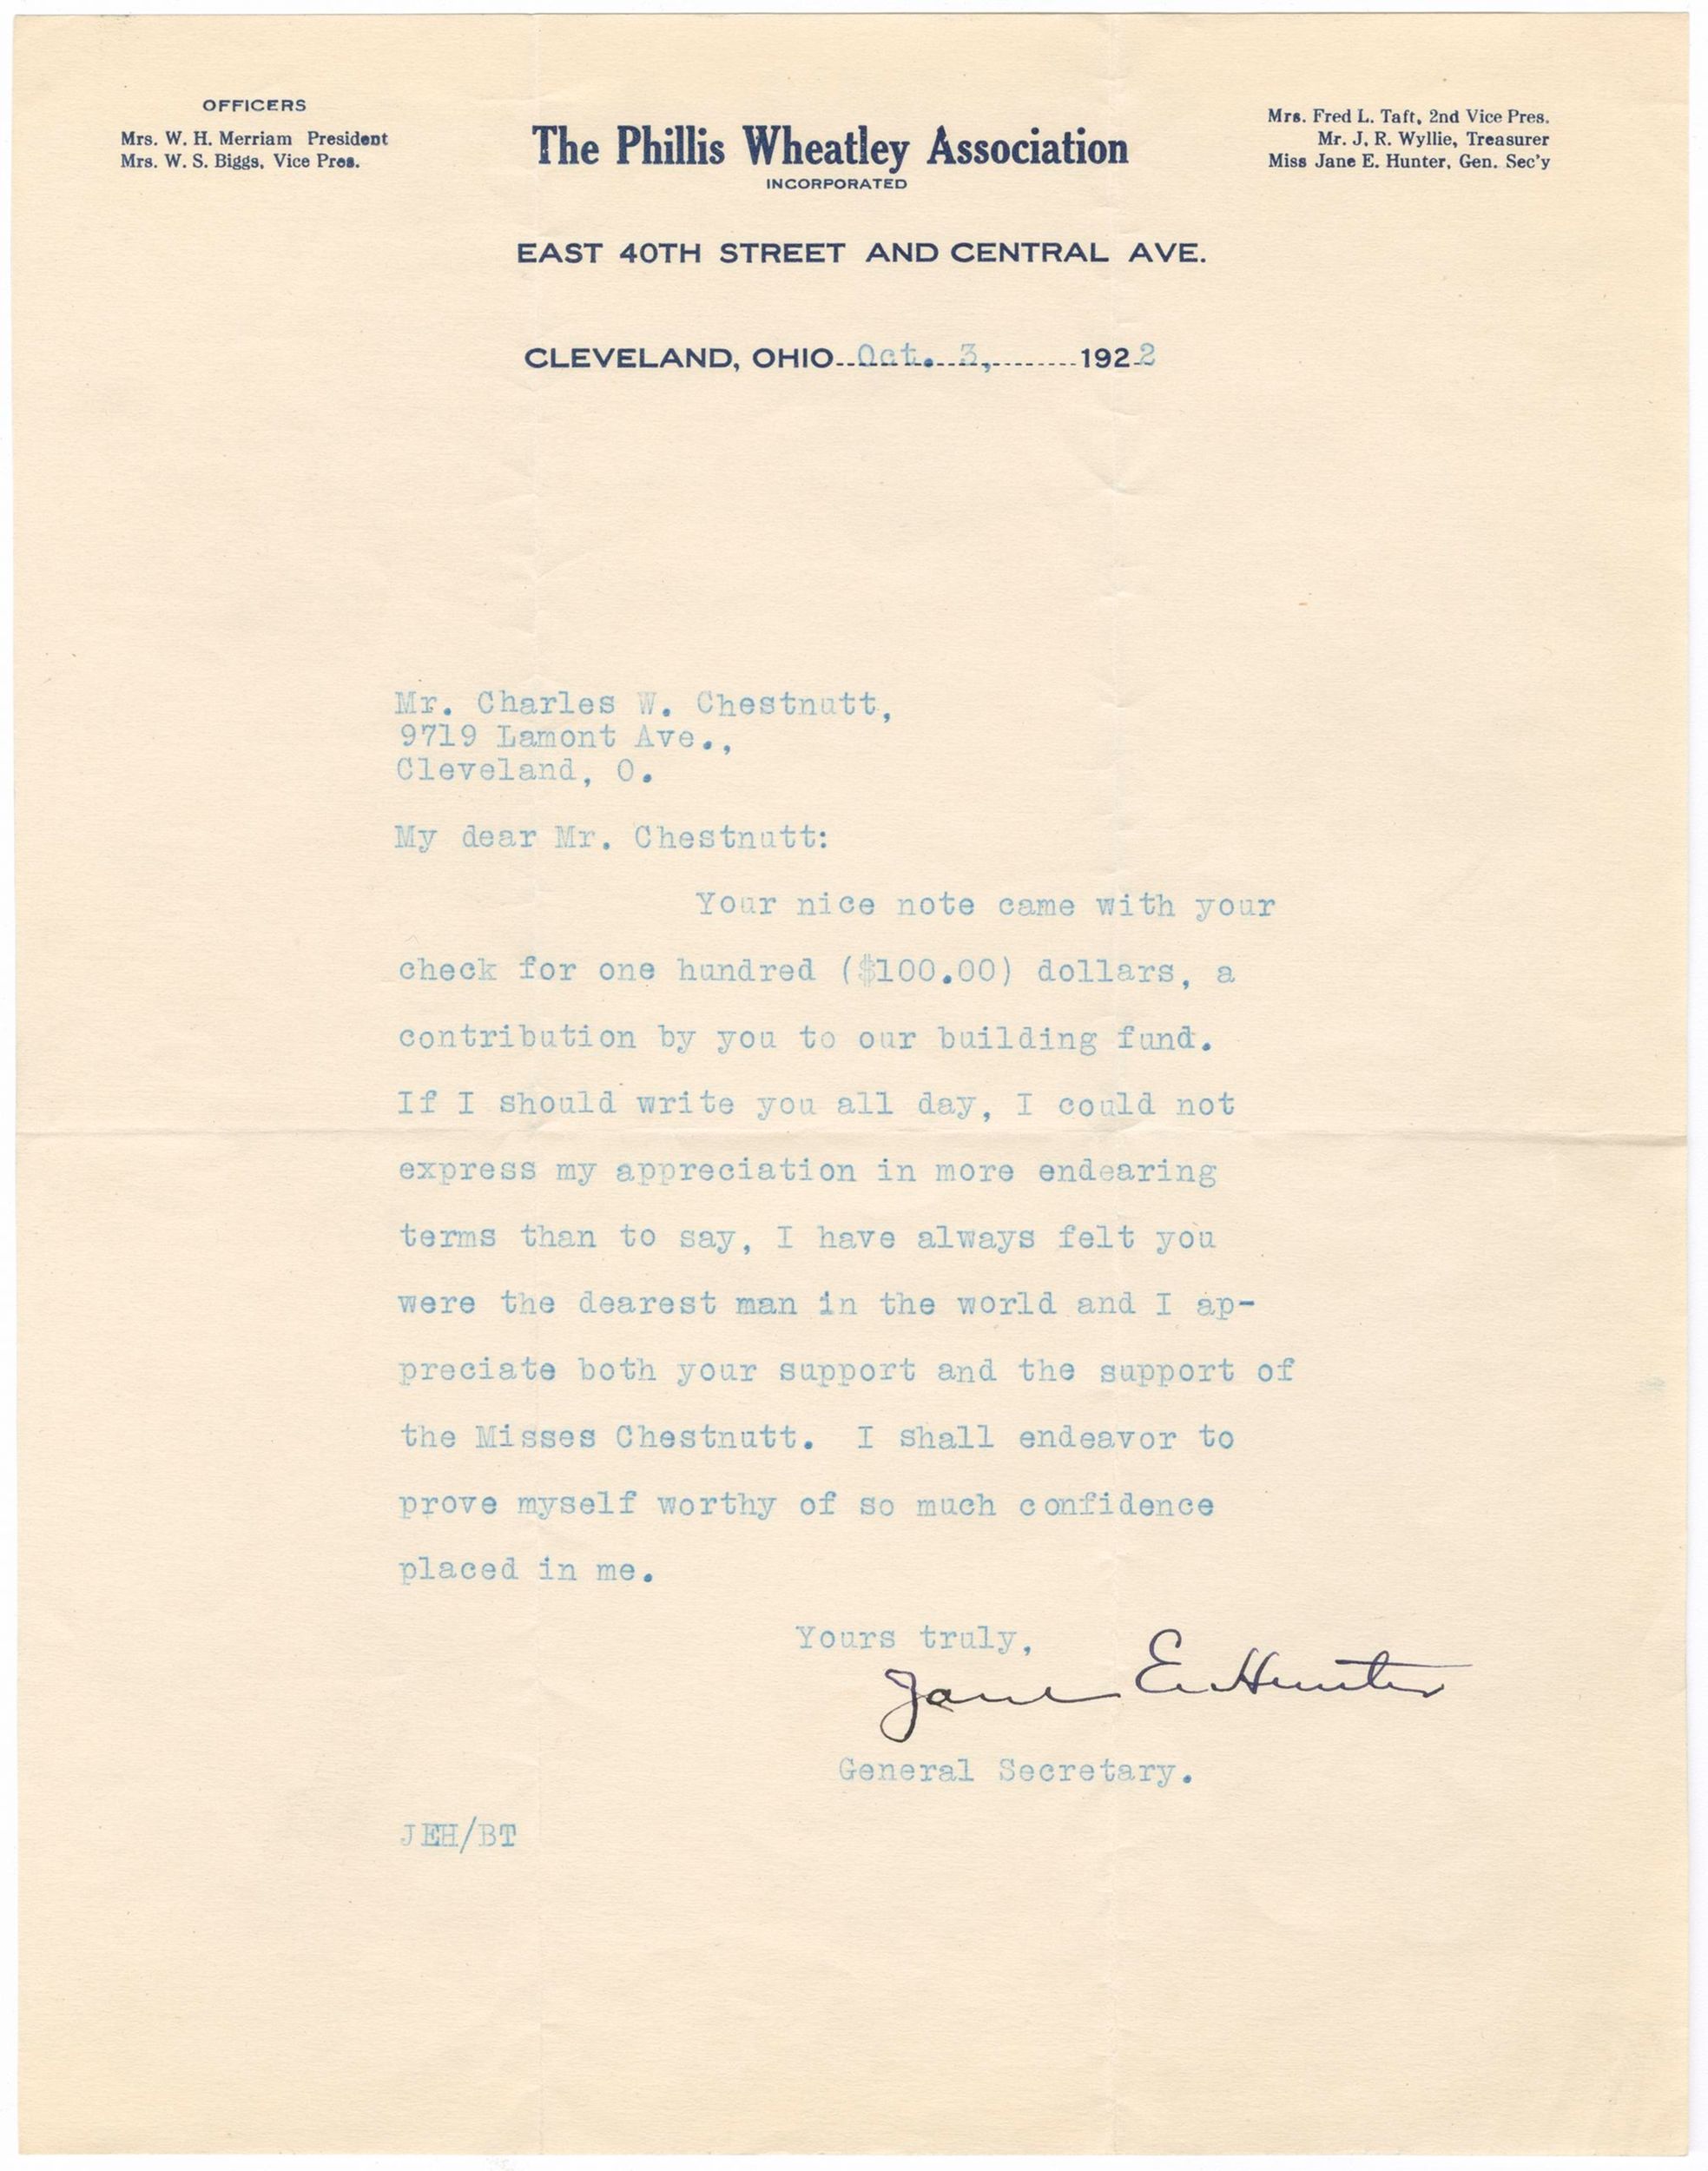 OFFICERS
Mrs. W. H. Merriam President
Mrs. W. S. Biggs, Vice Pres.
The Phillis Wheatley Association
INCORPORATED
Mrs. Fred L. Taft, 2nd Vice Pres.
Mr. J. R. Wyllie, Treasurer
Miss Jane E. Hunter, Gen. Sec'y
EAST 40TH STREET AND CENTRAL AVE.
CLEVELAND, OHIO Oct. 3, 1922
Mr. Charles W. Chestnutt,
9719 Lamont Ave.,
Cleveland, O.
My dear Mr. Chestnutt:
Your nice note came with your
check for one hundred ($100.00) dollars, a
contribution by you to our building fund.
If I should write you all day, I could not
express my appreciation in more endearing
terms than to say, I have always felt you
were the dearest man in the world and I ap-
preciate both your support and the support of
the Misses Chestnutt. I shall endeavor to
prove myself worthy of so much confidence
placed in me.
Yours truly,
Jane E. Hunter
General Secretary.
JEH/BT